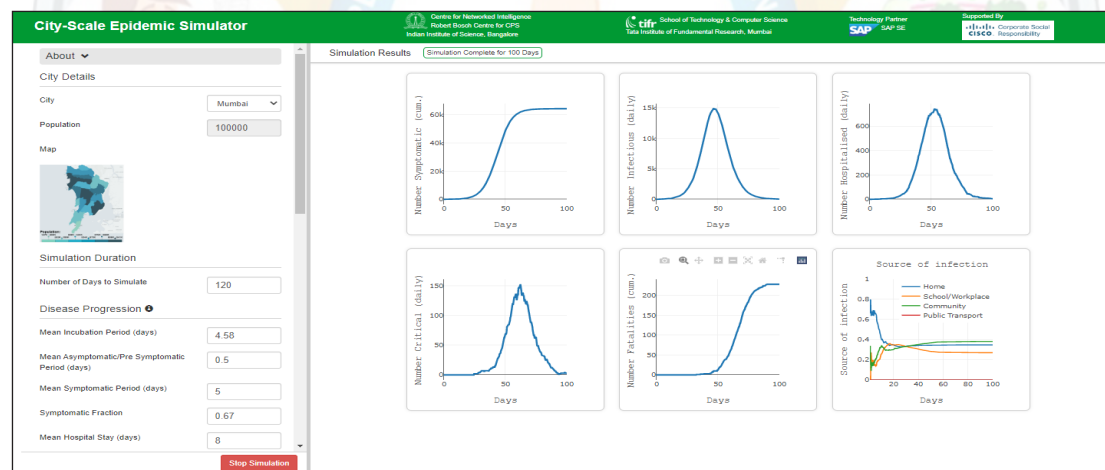 City-Scale Epidemic Simulator
Centre for Networked Intelligence
Robert Bosch Centre for CPS
Indian Institute of Science, Bangalore
tifr School of Technology & Computer Science
Tata Institute of Fundamental Research, Mumbai
Technology Partner
SAP SAP SE
Supported By
CISCO Corporate Social Responsibility
About
City Details
City
Mumbai
Population
100000
Map
Simulation Duration
Number of Days to Simulate
120
Disease Progression
Mean Incubation Period (days)
4.58
Mean Asymptomatic/Pre Symptomatic
Period (days)
0.5
Mean Symptomatic Period (days)
5
Symptomatic Fraction
0.67
Mean Hospital Stay (days)
8
Stop Simulation
Simulation Results
Simulation Complete for 100 Days
Number Symptomatic (cum.)
60k
40k
20k
0
0 50 100
Days
Number Infectious (daily)
15k
10k
5k
0
0 50 100
Days
Number Hospitalised (daily)
600
400
200
0
0 50 100
Days
Number Critical (daily)
150
100
50
0
0 50 100
Days
Number Fatalities (cum.)
200
150
100
50
0
0 50 100
Days
Source of infection
Source of infection
1
0.8
0.6
0.4
0.2
0
Home
School/Workplace
Community
Public Transport
20 40 60 80 100
Days